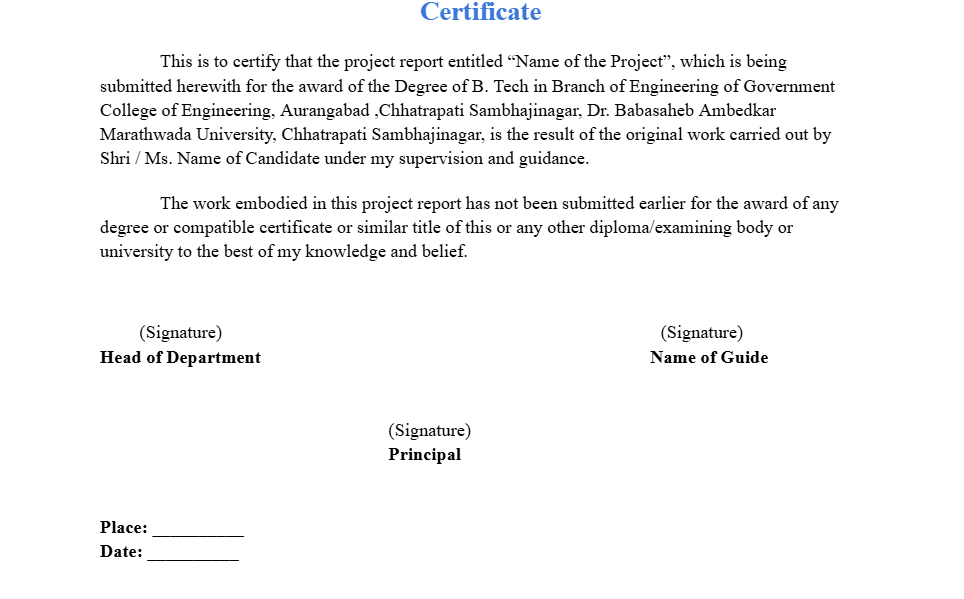 Certificate
This is to certify that the project report entitled “Name of the Project”, which is being
submitted herewith for the award of the Degree of B. Tech in Branch of Engineering of Government
College of Engineering, Aurangabad ,Chhatrapati Sambhajinagar, Dr. Babasaheb Ambedkar
Marathwada University, Chhatrapati Sambhajinagar, is the result of the original work carried out by
Shri / Ms. Name of Candidate under my supervision and guidance.
The work embodied in this project report has not been submitted earlier for the award of any
degree or compatible certificate or similar title of this or any other diploma/examining body or
university to the best of my knowledge and belief.
(Signature) (Signature)
Head of Department Name of Guide
(Signature)
Principal
Place: __________
Date: __________